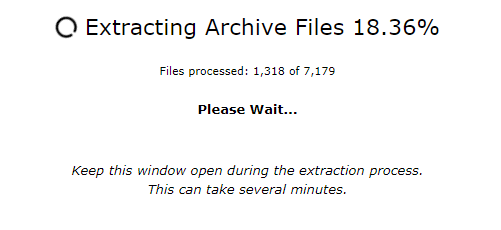 Extracting Archive Files 18.36%
Files processed: 1,318 of 7,179
Please Wait...
Keep this window open during the extraction process.
This can take several minutes.